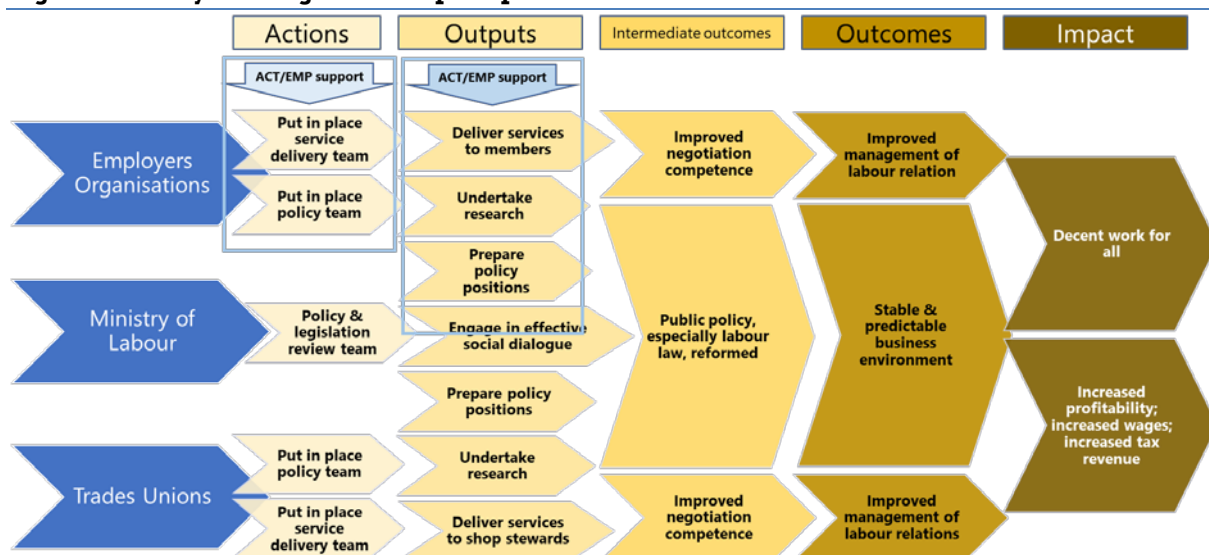 Actions
Outputs
Intermediate outcomes
Outcomes
Impact
ACT/EMP support
ACT/EMP support
Employers
Organisations
Put in place
service
delivery team
Put in place
policy team
Deliver services
to members
Undertake
research
Prepare
policy
positions
Improved
negotiation
competence
Improved
management of
labour relation
Decent work for
all
Ministry of
Labour
Policy &
legislation
review team
Engage in effective
social dialogue
Public policy,
especially labour
law, reformed
Stable &
predictable
business
environment
Prepare policy
positions
Increased
profitability;
increased wages;
increased tax
revenue
Trades Unions
Put in place
policy team
Put in place
service
delivery team
Undertake
research
Deliver services
to shop stewards
Improved
negotiation
competence
Improved
management of
labour relations